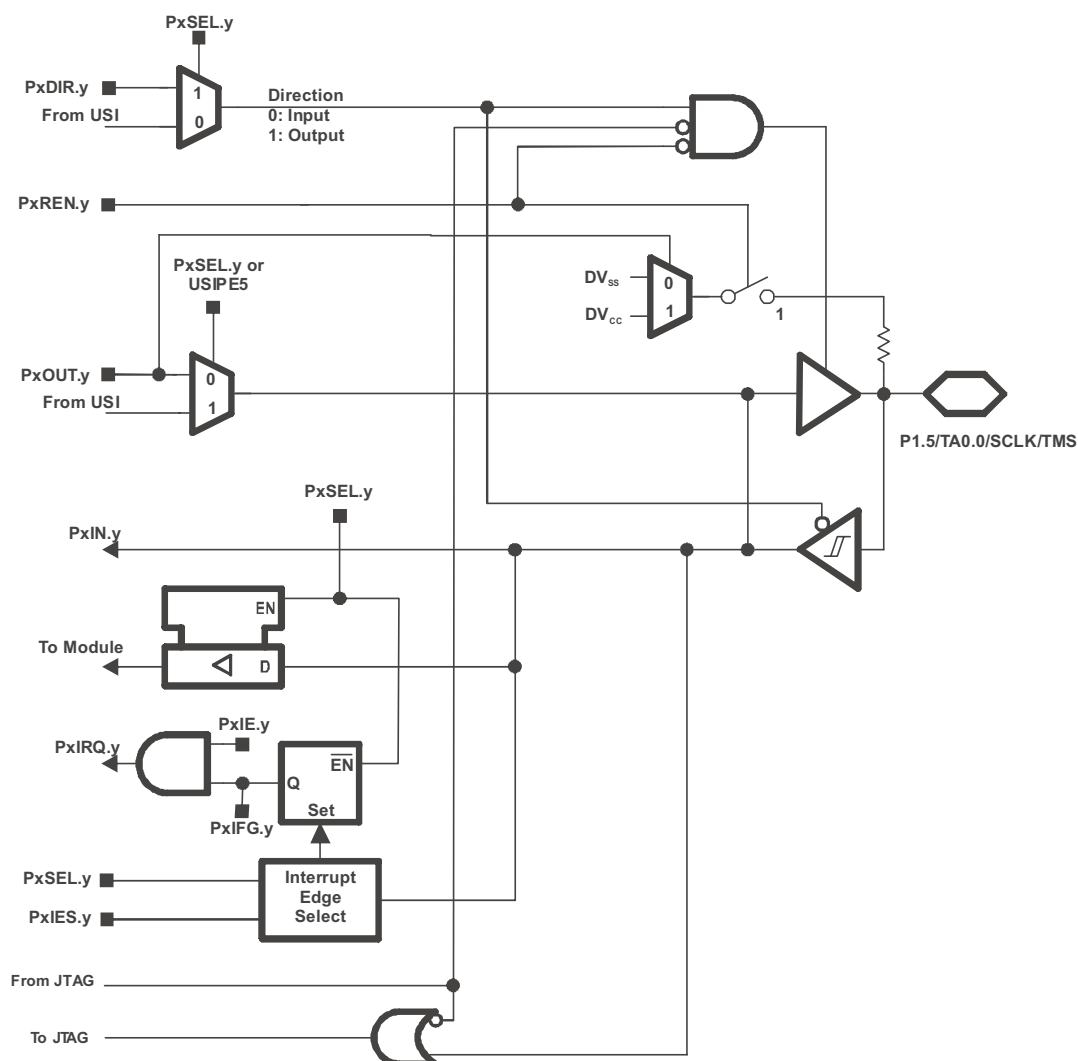 PxSEL.y
PxDIR.y
From USI
1
0
Direction
0: Input
1: Output
PxREN.y
PxSEL.y or
USIPE5
DVSS
DVCC
0
1
1
PxOUT.y
From USI
0
1
P1.5/TA0.0/SCLK/TMS
PxSEL.y
PxIN.y
EN
To Module
D
PxIE.y
PxIRQ.y
EN
Q
Set
PxIFG.y
PxSEL.y
PxIES.y
Interrupt
Edge
Select
From JTAG
To JTAG